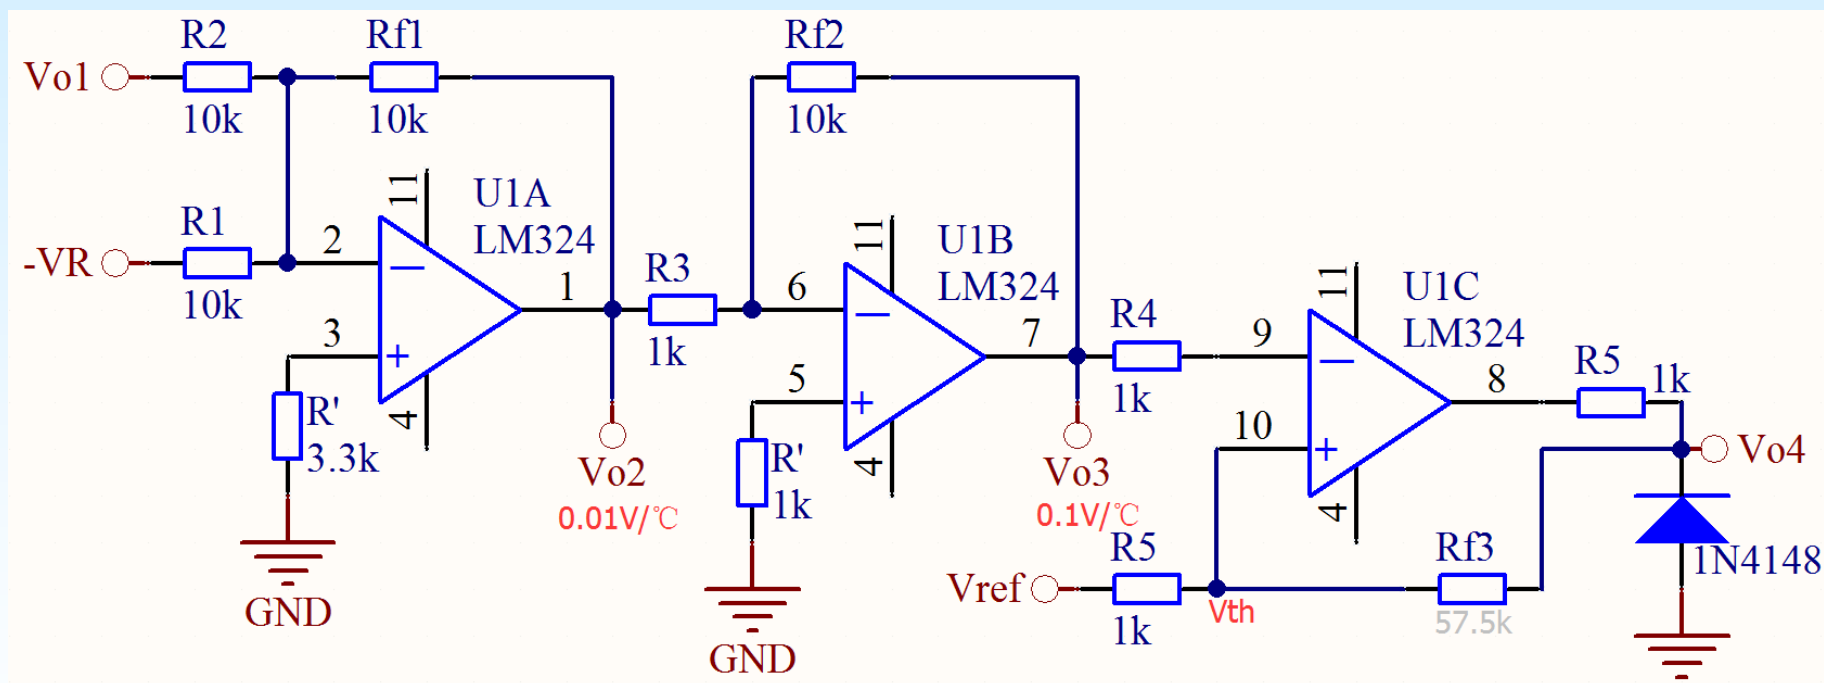 R2
Rf1
Rf2
Vo1
10k
10k
10k
11
U1A
LM324
R1
2
-VR
10k
1
3
R'
3.3k
4
GND
R3
1k
11
U1B
LM324
6
7
5
R'
1k
4
GND
Vo2
0.01V/℃
R4
1k
11
U1C
LM324
9
8
10
4
R5
1k
Vo3
0.1V/℃
Vo4
R5
Vref
1k
Vth
Rf3
57.5k
1N4148